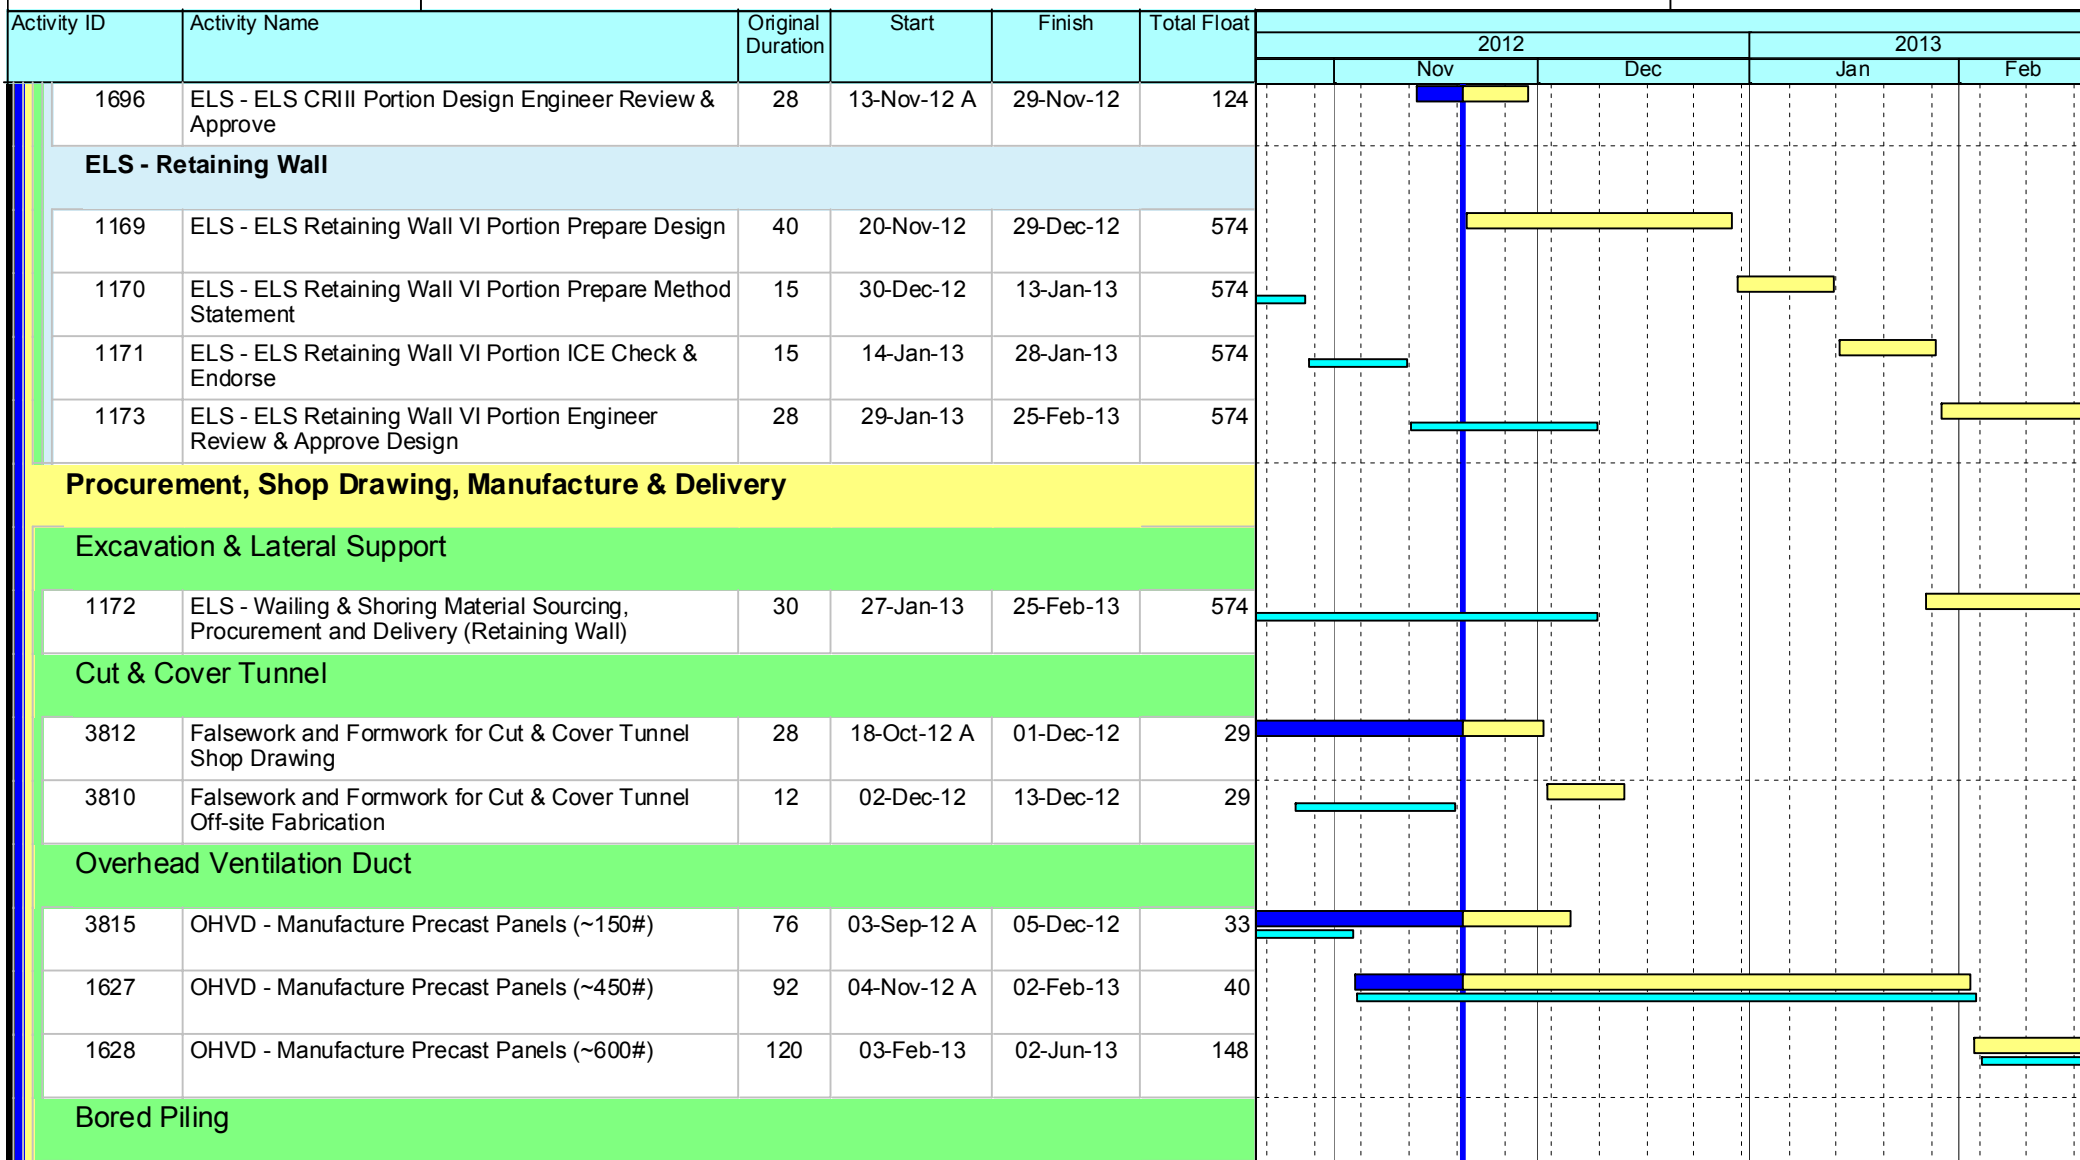 Activity ID Activity Name Original Duration Start Finish Total Float
2012 2013
Nov Dec Jan Feb
1696 ELS - ELS CRIII Portion Design Engineer Review & 28 13-Nov-12 A 29-Nov-12 124
Approve
ELS - Retaining Wall
1169 ELS - ELS Retaining Wall VI Portion Prepare Design 40 20-Nov-12 29-Dec-12 574
1170 ELS - ELS Retaining Wall VI Portion Prepare Method 15 30-Dec-12 13-Jan-13 574
Statement
1171 ELS - ELS Retaining Wall VI Portion ICE Check & 15 14-Jan-13 28-Jan-13 574
Endorse
1173 ELS - ELS Retaining Wall VI Portion Engineer 28 29-Jan-13 25-Feb-13 574
Review & Approve Design
Procurement, Shop Drawing, Manufacture & Delivery
Excavation & Lateral Support
1172 ELS - Wailing & Shoring Material Sourcing, 30 27-Jan-13 25-Feb-13 574
Procurement and Delivery (Retaining Wall)
Cut & Cover Tunnel
3812 Falsework and Formwork for Cut & Cover Tunnel 28 18-Oct-12 A 01-Dec-12 29
Shop Drawing
3810 Falsework and Formwork for Cut & Cover Tunnel 12 02-Dec-12 13-Dec-12 29
Off-site Fabrication
Overhead Ventilation Duct
3815 OHVD - Manufacture Precast Panels (~150#) 76 03-Sep-12 A 05-Dec-12 33
1627 OHVD - Manufacture Precast Panels (~450#) 92 04-Nov-12 A 02-Feb-13 40
1628 OHVD - Manufacture Precast Panels (~600#) 120 03-Feb-13 02-Jun-13 148
Bored Piling